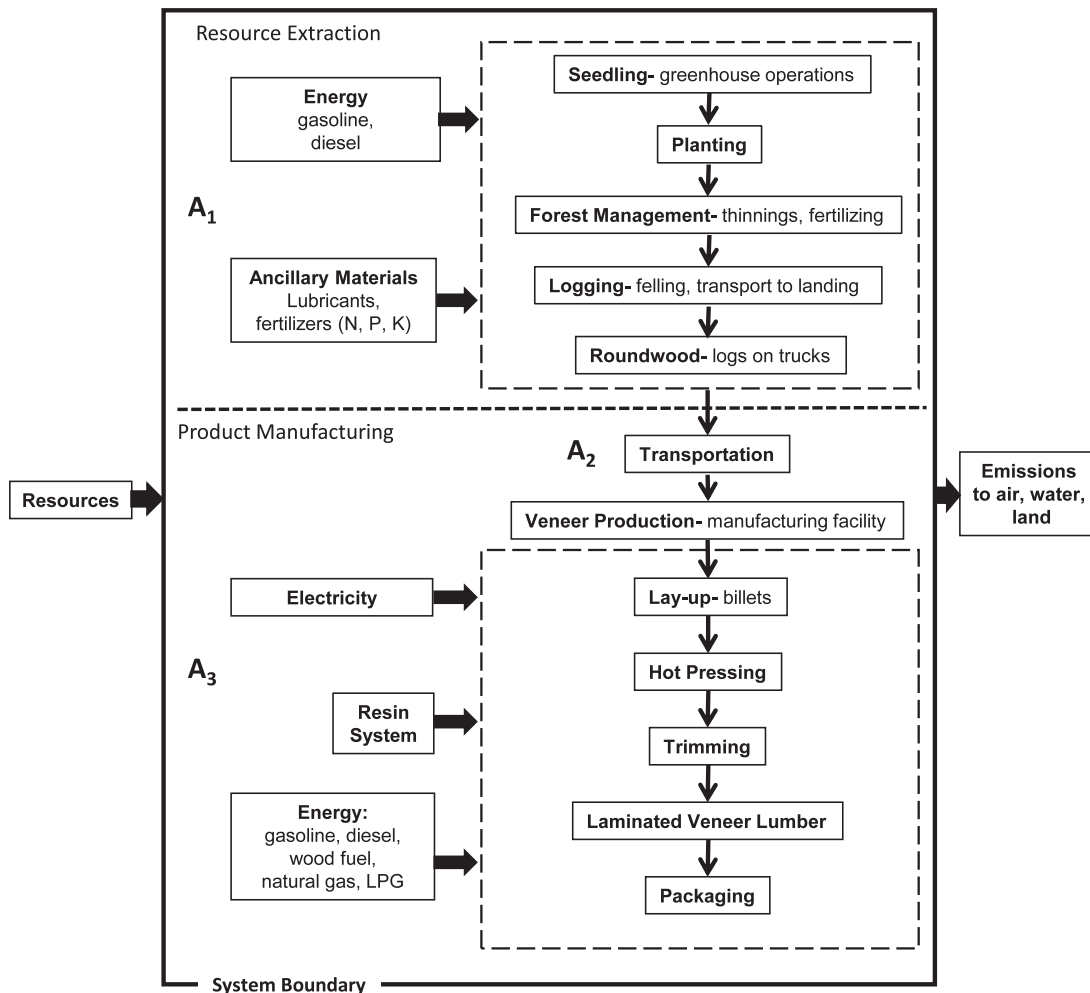 Resource Extraction
Energy
gasoline,
diesel
A1
Ancillary Materials
Lubricants,
fertilizers (N, P, K)
Seedling- greenhouse operations
Planting
Forest Management- thinnings, fertilizing
Logging- felling, transport to landing
Roundwood- logs on trucks
Product Manufacturing
A2
Transportation
Resources
Veneer Production- manufacturing facility
Emissions
to air, water,
land
Electricity
A3
Resin
System
Energy:
gasoline, diesel,
wood fuel,
natural gas, LPG
Lay-up- billets
Hot Pressing
Trimming
Laminated Veneer Lumber
Packaging
System Boundary